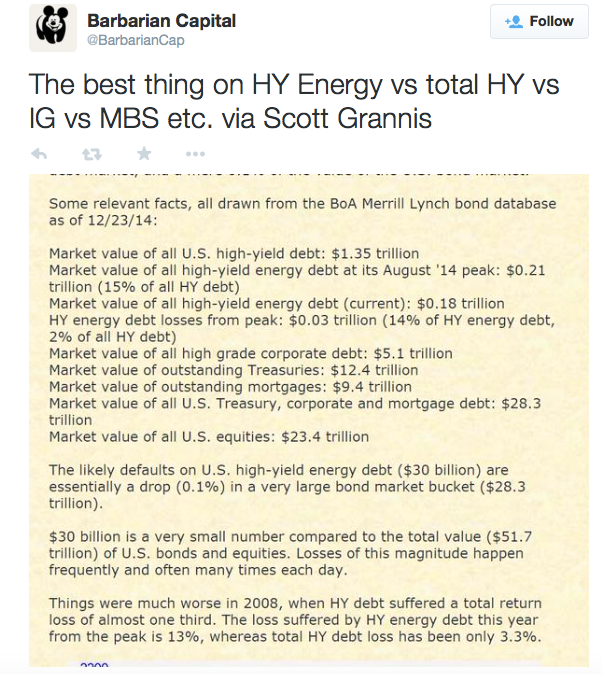 Barbarian Capital
@BarbarianCap
Follow
The best thing on HY Energy vs total HY vs
IG vs MBS etc. via Scott Grannis
Some relevant facts, all drawn from the BoA Merrill Lynch bond database
as of 12/23/14:
Market value of all U.S. high-yield debt: $1.35 trillion
Market value of all high-yield energy debt at its August '14 peak: $0.21
trillion (15% of all HY debt)
Market value of all high-yield energy debt (current): $0.18 trillion
HY energy debt losses from peak: $0.03 trillion (14% of HY energy debt,
2% of all HY debt)
Market value of all high grade corporate debt: $5.1 trillion
Market value of outstanding Treasuries: $12.4 trillion
Market value of outstanding mortgages: $9.4 trillion
Market value of all U.S. Treasury, corporate and mortgage debt: $28.3
trillion
Market value of all U.S. equities: $23.4 trillion
The likely defaults on U.S. high-yield energy debt ($30 billion) are
essentially a drop (0.1%) in a very large bond market bucket ($28.3
trillion).
$30 billion is a very small number compared to the total value ($51.7
trillion) of U.S. bonds and equities. Losses of this magnitude happen
frequently and often many times each day.
Things were much worse in 2008, when HY debt suffered a total return
loss of almost one third. The loss suffered by HY energy debt this year
from the peak is 13%, whereas total HY debt loss has been only 3.3%.